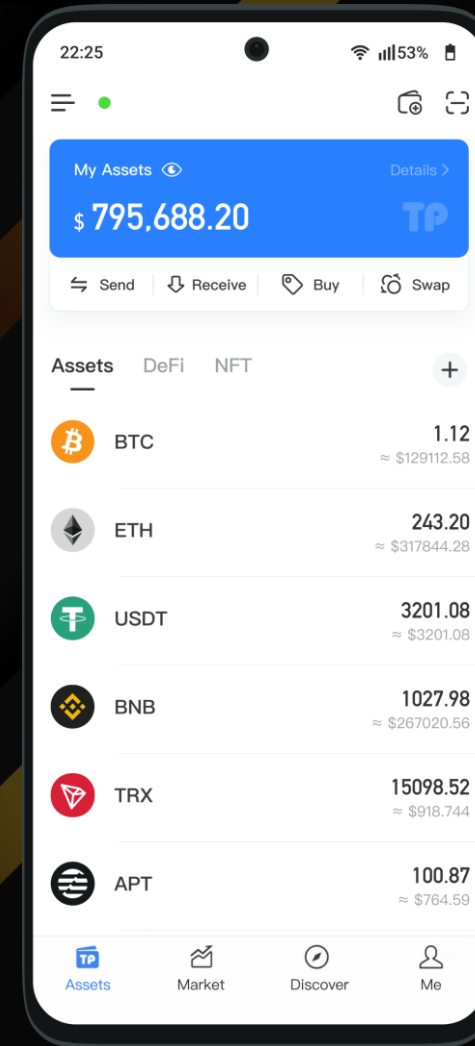 22:25
53%
My Assets
Details >
$ 795,688.20
TP
Send
Receive
Buy
Swap
Assets
DeFi
NFT
BTC
1.12
≈ $129112.58
ETH
243.20
≈ $317844.28
USDT
3201.08
≈ $3201.08
BNB
1027.98
≈ $267020.56
TRX
15098.52
≈ $918.744
APT
100.87
≈ $764.59
TP
Assets
Market
Discover
Me